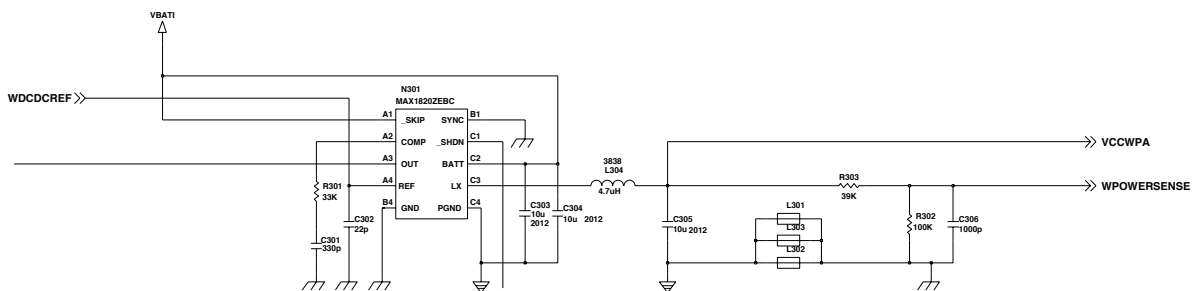 VBATI
WDCDCREF
N301
MAX1820ZEBC
A1 _SKIP SYNC B1
A2 COMP _SHDN C1
A3 OUT BATT C2
A4 REF LX C3
B4 GND PGND C4
R301
33K
C302
22p
C301
330p
C303
10u
2012
C304
10u 2012
3838
L304
4.7uH
C305
10u 2012
L301
L303
L302
R303
39K
R302
100K
C306
1000p
VCCWPA
WPOWERSENSE